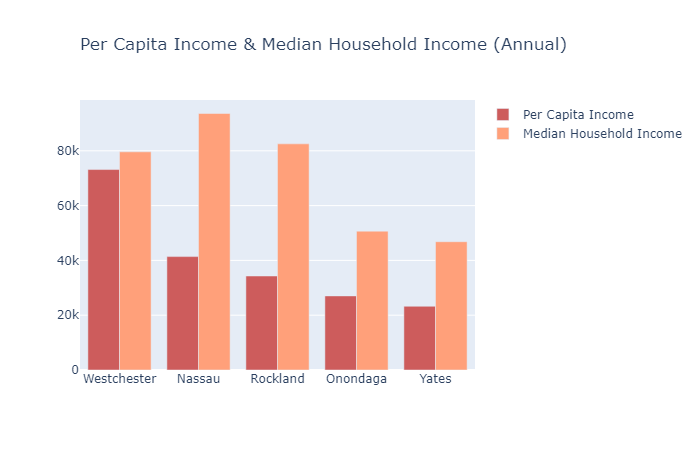 Per Capita Income & Median Household Income (Annual)
Per Capita Income
Median Household Income
80k
60k
40k
20k
0
Westchester Nassau Rockland Onondaga Yates